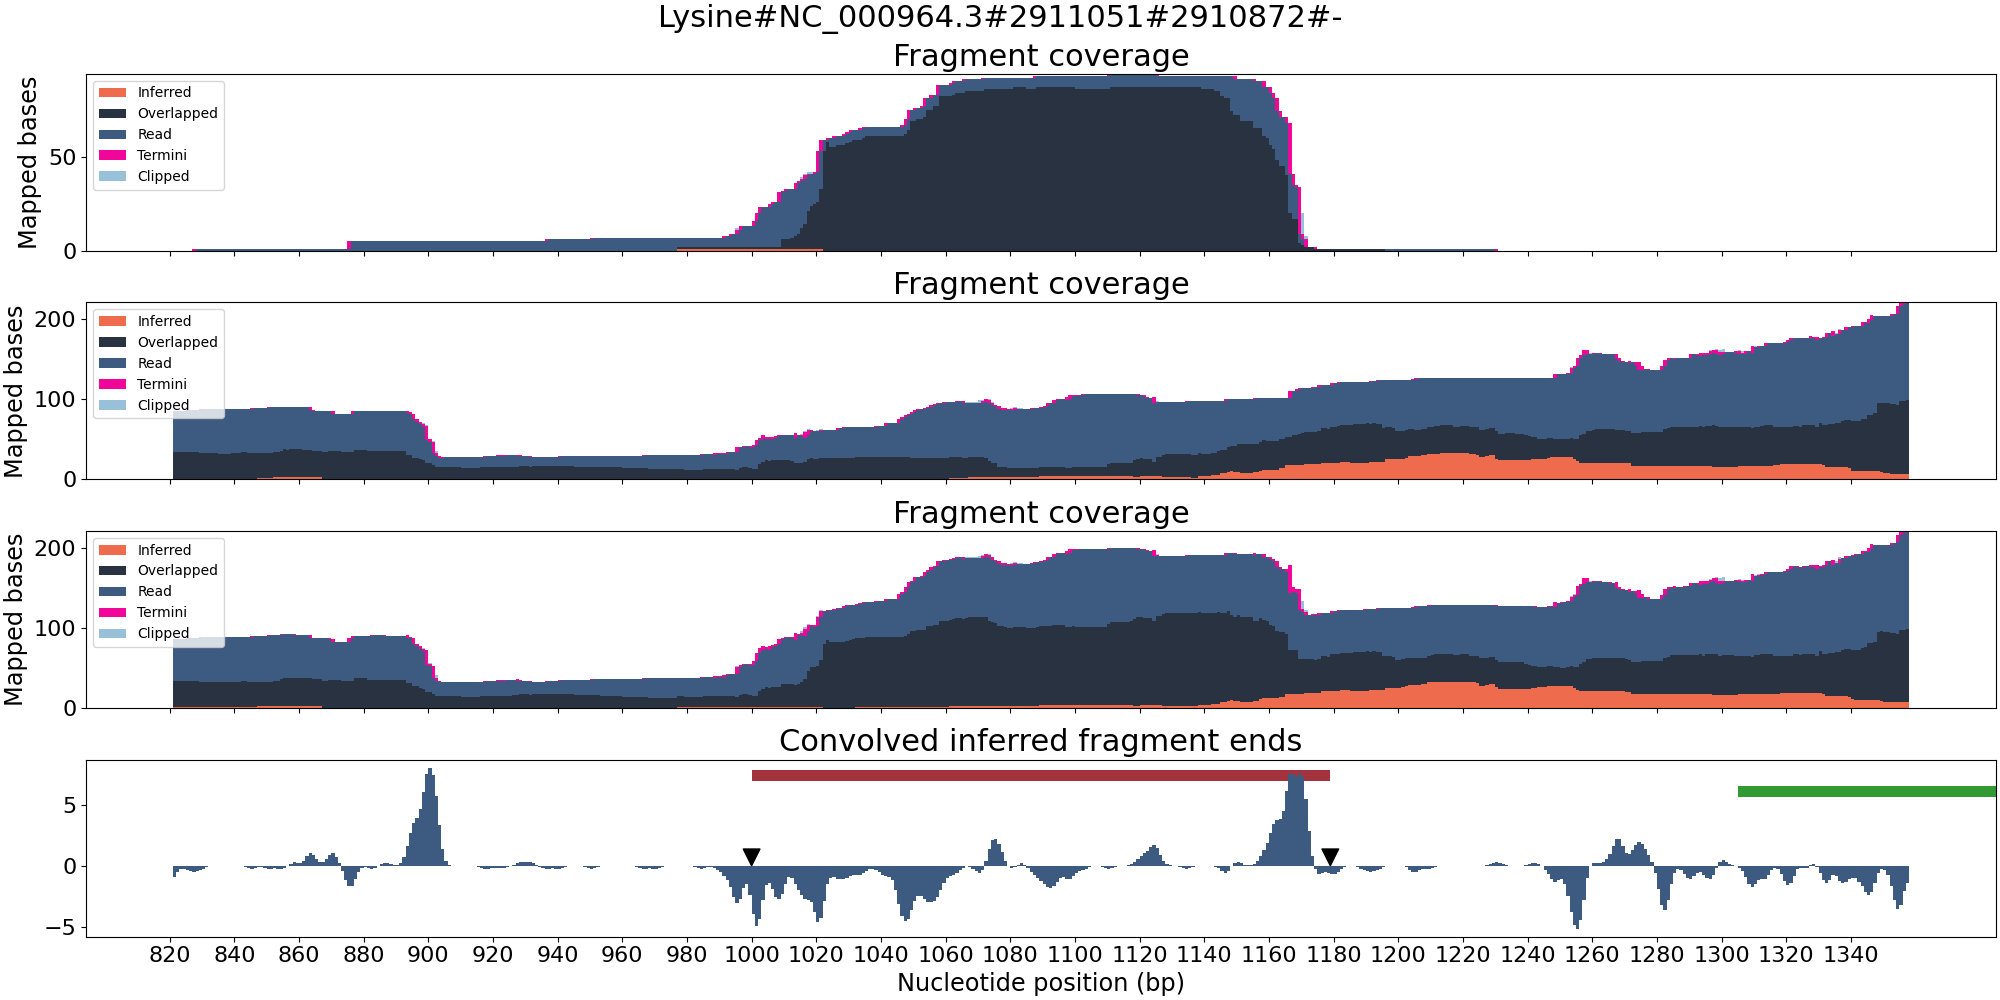 Lysine#NC_000964.3#2911051#2910872#-
Fragment coverage
Mapped bases
50
0
Inferred
Overlapped
Read
Termini
Clipped
Fragment coverage
Mapped bases
200
100
0
Inferred
Overlapped
Read
Termini
Clipped
Fragment coverage
Mapped bases
200
100
0
Inferred
Overlapped
Read
Termini
Clipped
Convolved inferred fragment ends
5
0
−5
820 840 860 880 900 920 940 960 980 1000 1020 1040 1060 1080 1100 1120 1140 1160 1180 1200 1220 1240 1260 1280 1300 1320 1340
Nucleotide position (bp)